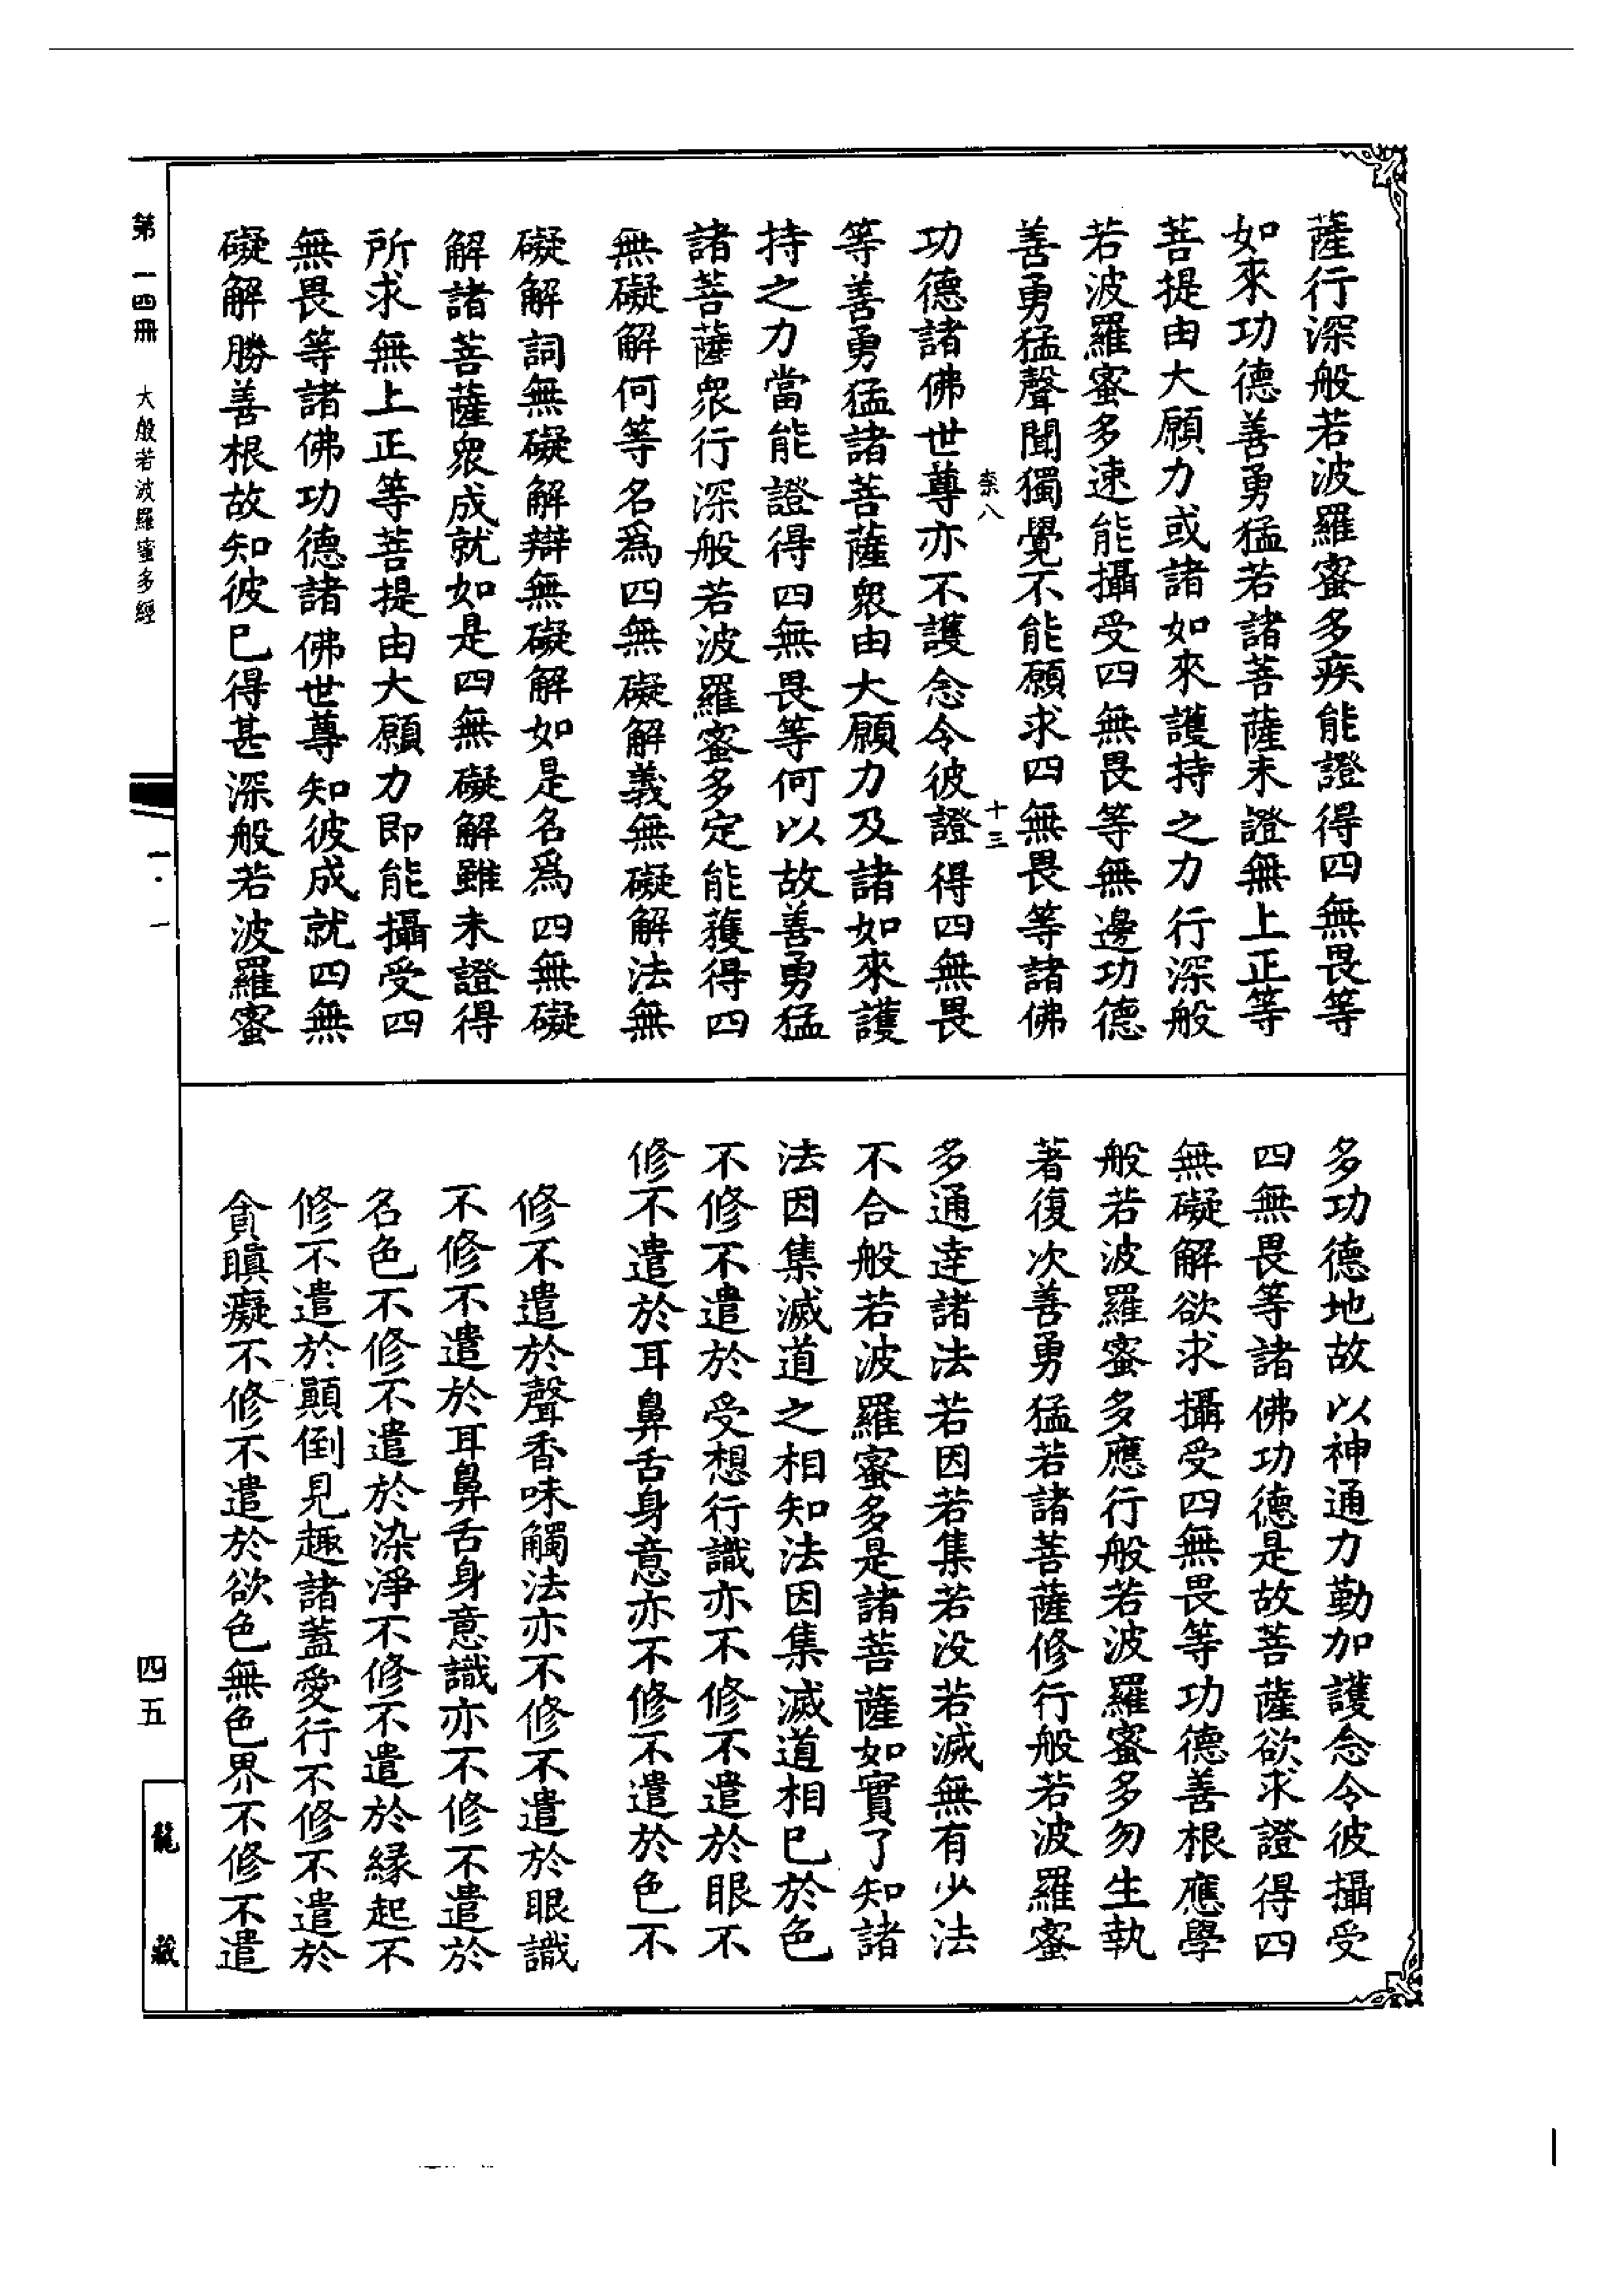 薩行深般若波羅蜜多疾能證得四無畏等
如來功德善勇猛若諸菩薩未證無上正等
菩提由大願力或諸如來護持之力行深般
若波羅蜜多速能攝受四無畏等無邊功德
善勇猛聲聞獨覺不能願求四無畏等諸佛
柰八 十三
功德諸佛世尊亦不護念令彼證得四無畏
等善勇猛諸菩薩眾由大願力及諸如來護
持之力當能證得四無畏等何以故善勇猛
諸菩薩眾行深般若波羅蜜多定能獲得四
無礙解何等名爲四無礙解義無礙解法無
礙解詞無礙解辯無礙解如是名爲四無礙
解諸菩薩眾成就如是四無礙解雖未證得
所求無上正等菩提由大願力即能攝受四
無畏等諸佛功德諸佛世尊知彼成就四無
礙解勝善根故知彼已得甚深般若波羅蜜
多功德地故以神通力勤加護念令彼攝受
四無畏等諸佛功德是故菩薩欲求證得四
無礙解欲求攝受四無畏等功德善根應學
般若波羅蜜多應行般若波羅蜜多勿生執
著復次善勇猛若諸菩薩修行般若波羅蜜
多通達諸法若因若集若没若滅無有少法
不合般若波羅蜜多是諸菩薩如實了知諸
法因集滅道之相知法因集滅道相已於色
不修不遣於受想行識亦不修不遣於眼不
修不遣於耳鼻舌身意亦不修不遣於色不
修不遣於聲香味觸法亦不修不遣於眼識
不修不遣於耳鼻舌身意識亦不修不遣於
名色不修不遣於染淨不修不遣於緣起不
修不遣於顛倒見趣諸蓋愛行不修不遣於
貪瞋癡不修不遣於欲色無色界不修不遣
第一四冊 大般若波羅蜜多經
一·一
四五
龍藏